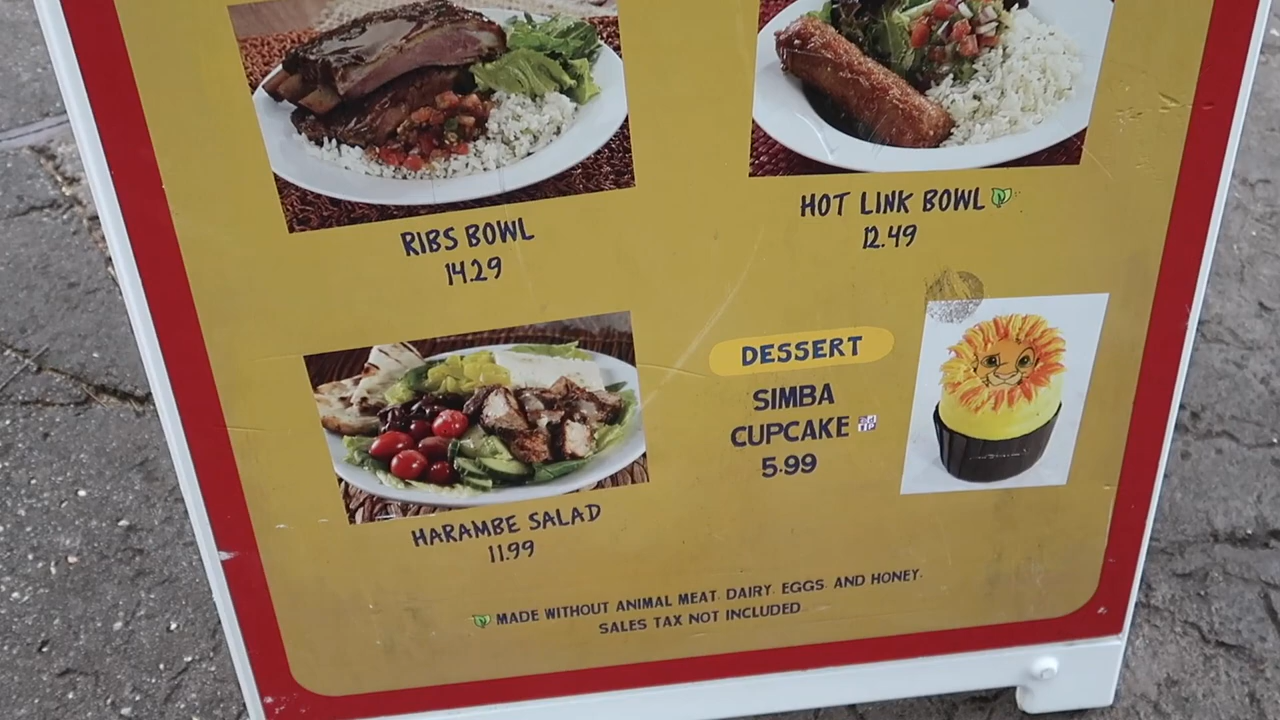 RIBS BOWL
14.29
HOT LINK BOWL
12.49
HARAMBE SALAD
11.99
DESSERT
SIMBA
CUPCAKE
5.99
MADE WITHOUT ANIMAL MEAT, DAIRY, EGGS, AND HONEY.
SALES TAX NOT INCLUDED